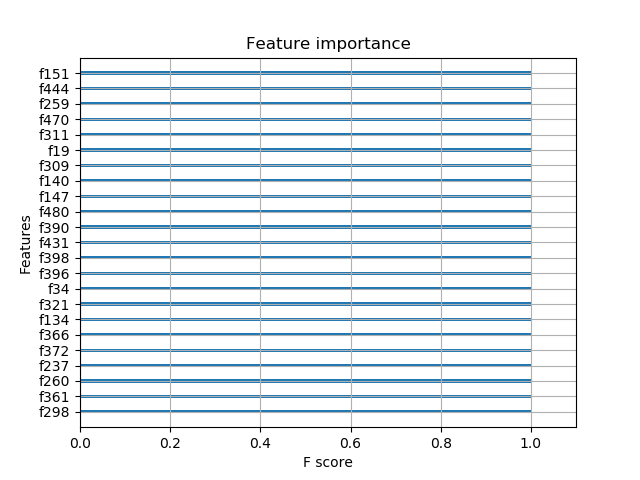 Feature importance
f151
f444
f259
f470
f311
f19
f309
f140
f147
f480
f390
f431
f398
f396
f34
f321
f134
f366
f372
f237
f260
f361
f298
Features
0.0 0.2 0.4 0.6 0.8 1.0
F score